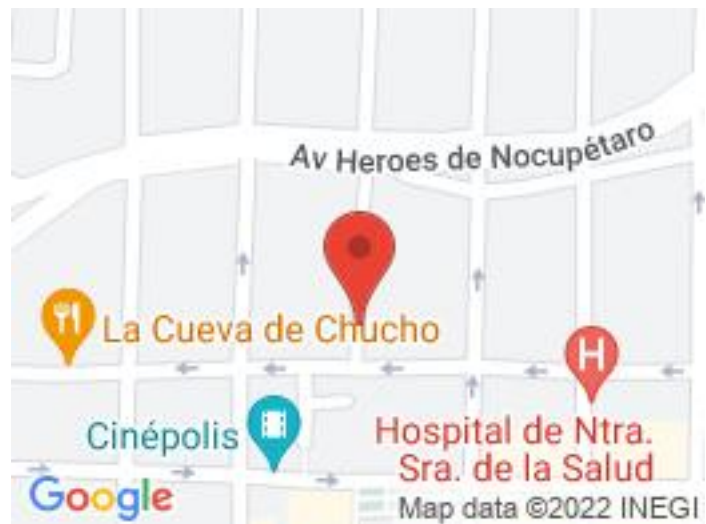 Av Heroes de Nocupétaro
La Cueva de Chucho
H
Cinépolis
Hospital de Ntra.
Sra. de la Salud
Google
Map data ©2022 INEGI